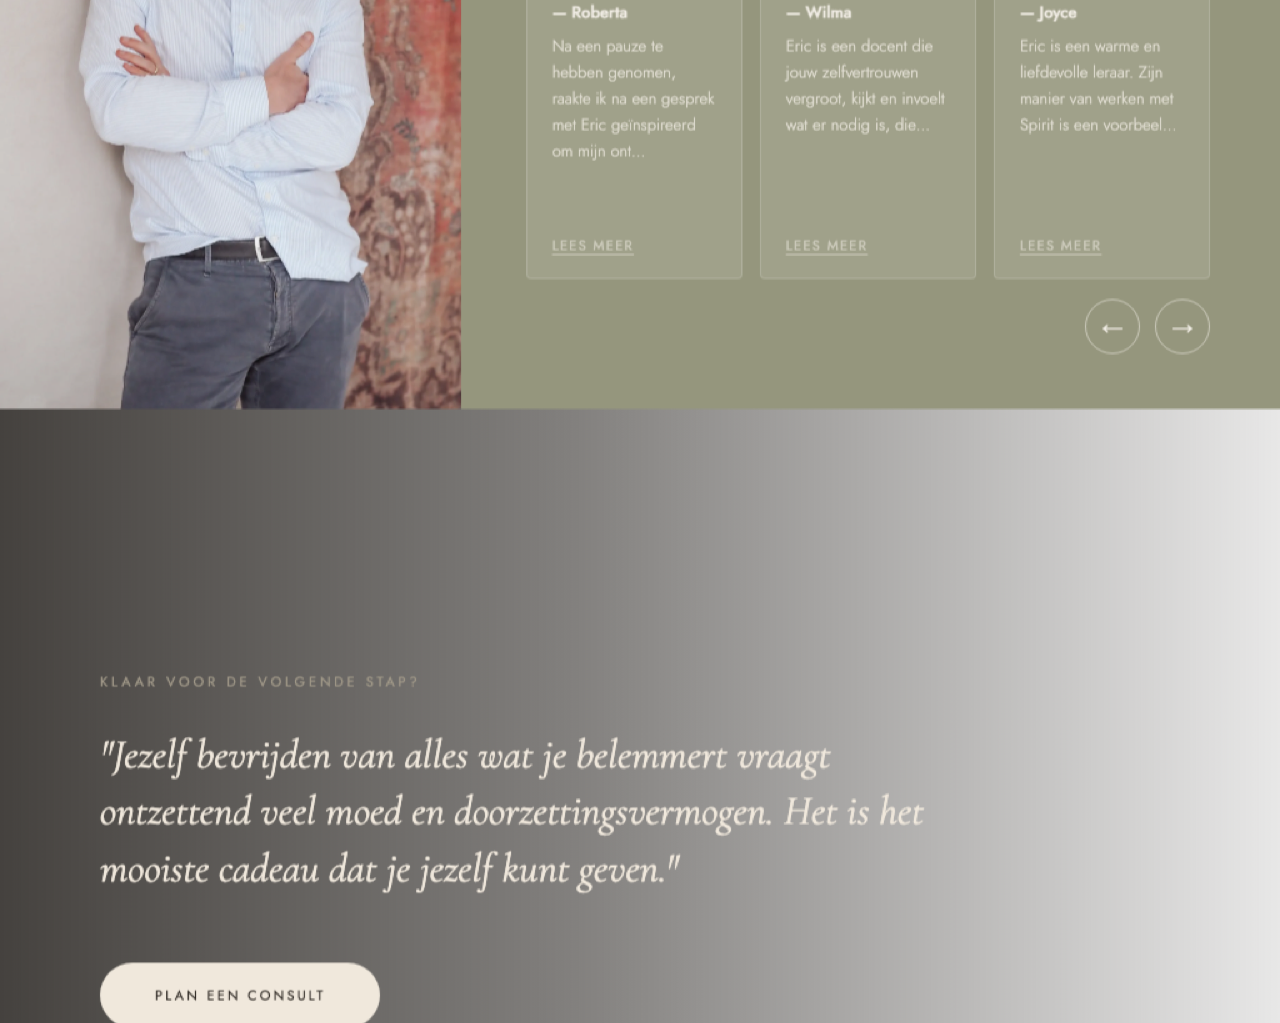 — Roberta
Na een pauze te
hebben genomen,
raakte ik na een gesprek
met Eric geïnspireerd
om mijn ont...
LEES MEER
— Wilma
Eric is een docent die
jouw zelfvertrouwen
vergroot, kijkt en invoelt
wat er nodig is, die...
LEES MEER
— Joyce
Eric is een warme en
liefdevolle leraar. Zijn
manier van werken met
Spirit is een voorbeel...
LEES MEER
← →
KLAAR VOOR DE VOLGENDE STAP?
"Jezelf bevrijden van alles wat je belemmert vraagt
ontzettend veel moed en doorzettingsvermogen. Het is het
mooiste cadeau dat je jezelf kunt geven."
PLAN EEN CONSULT